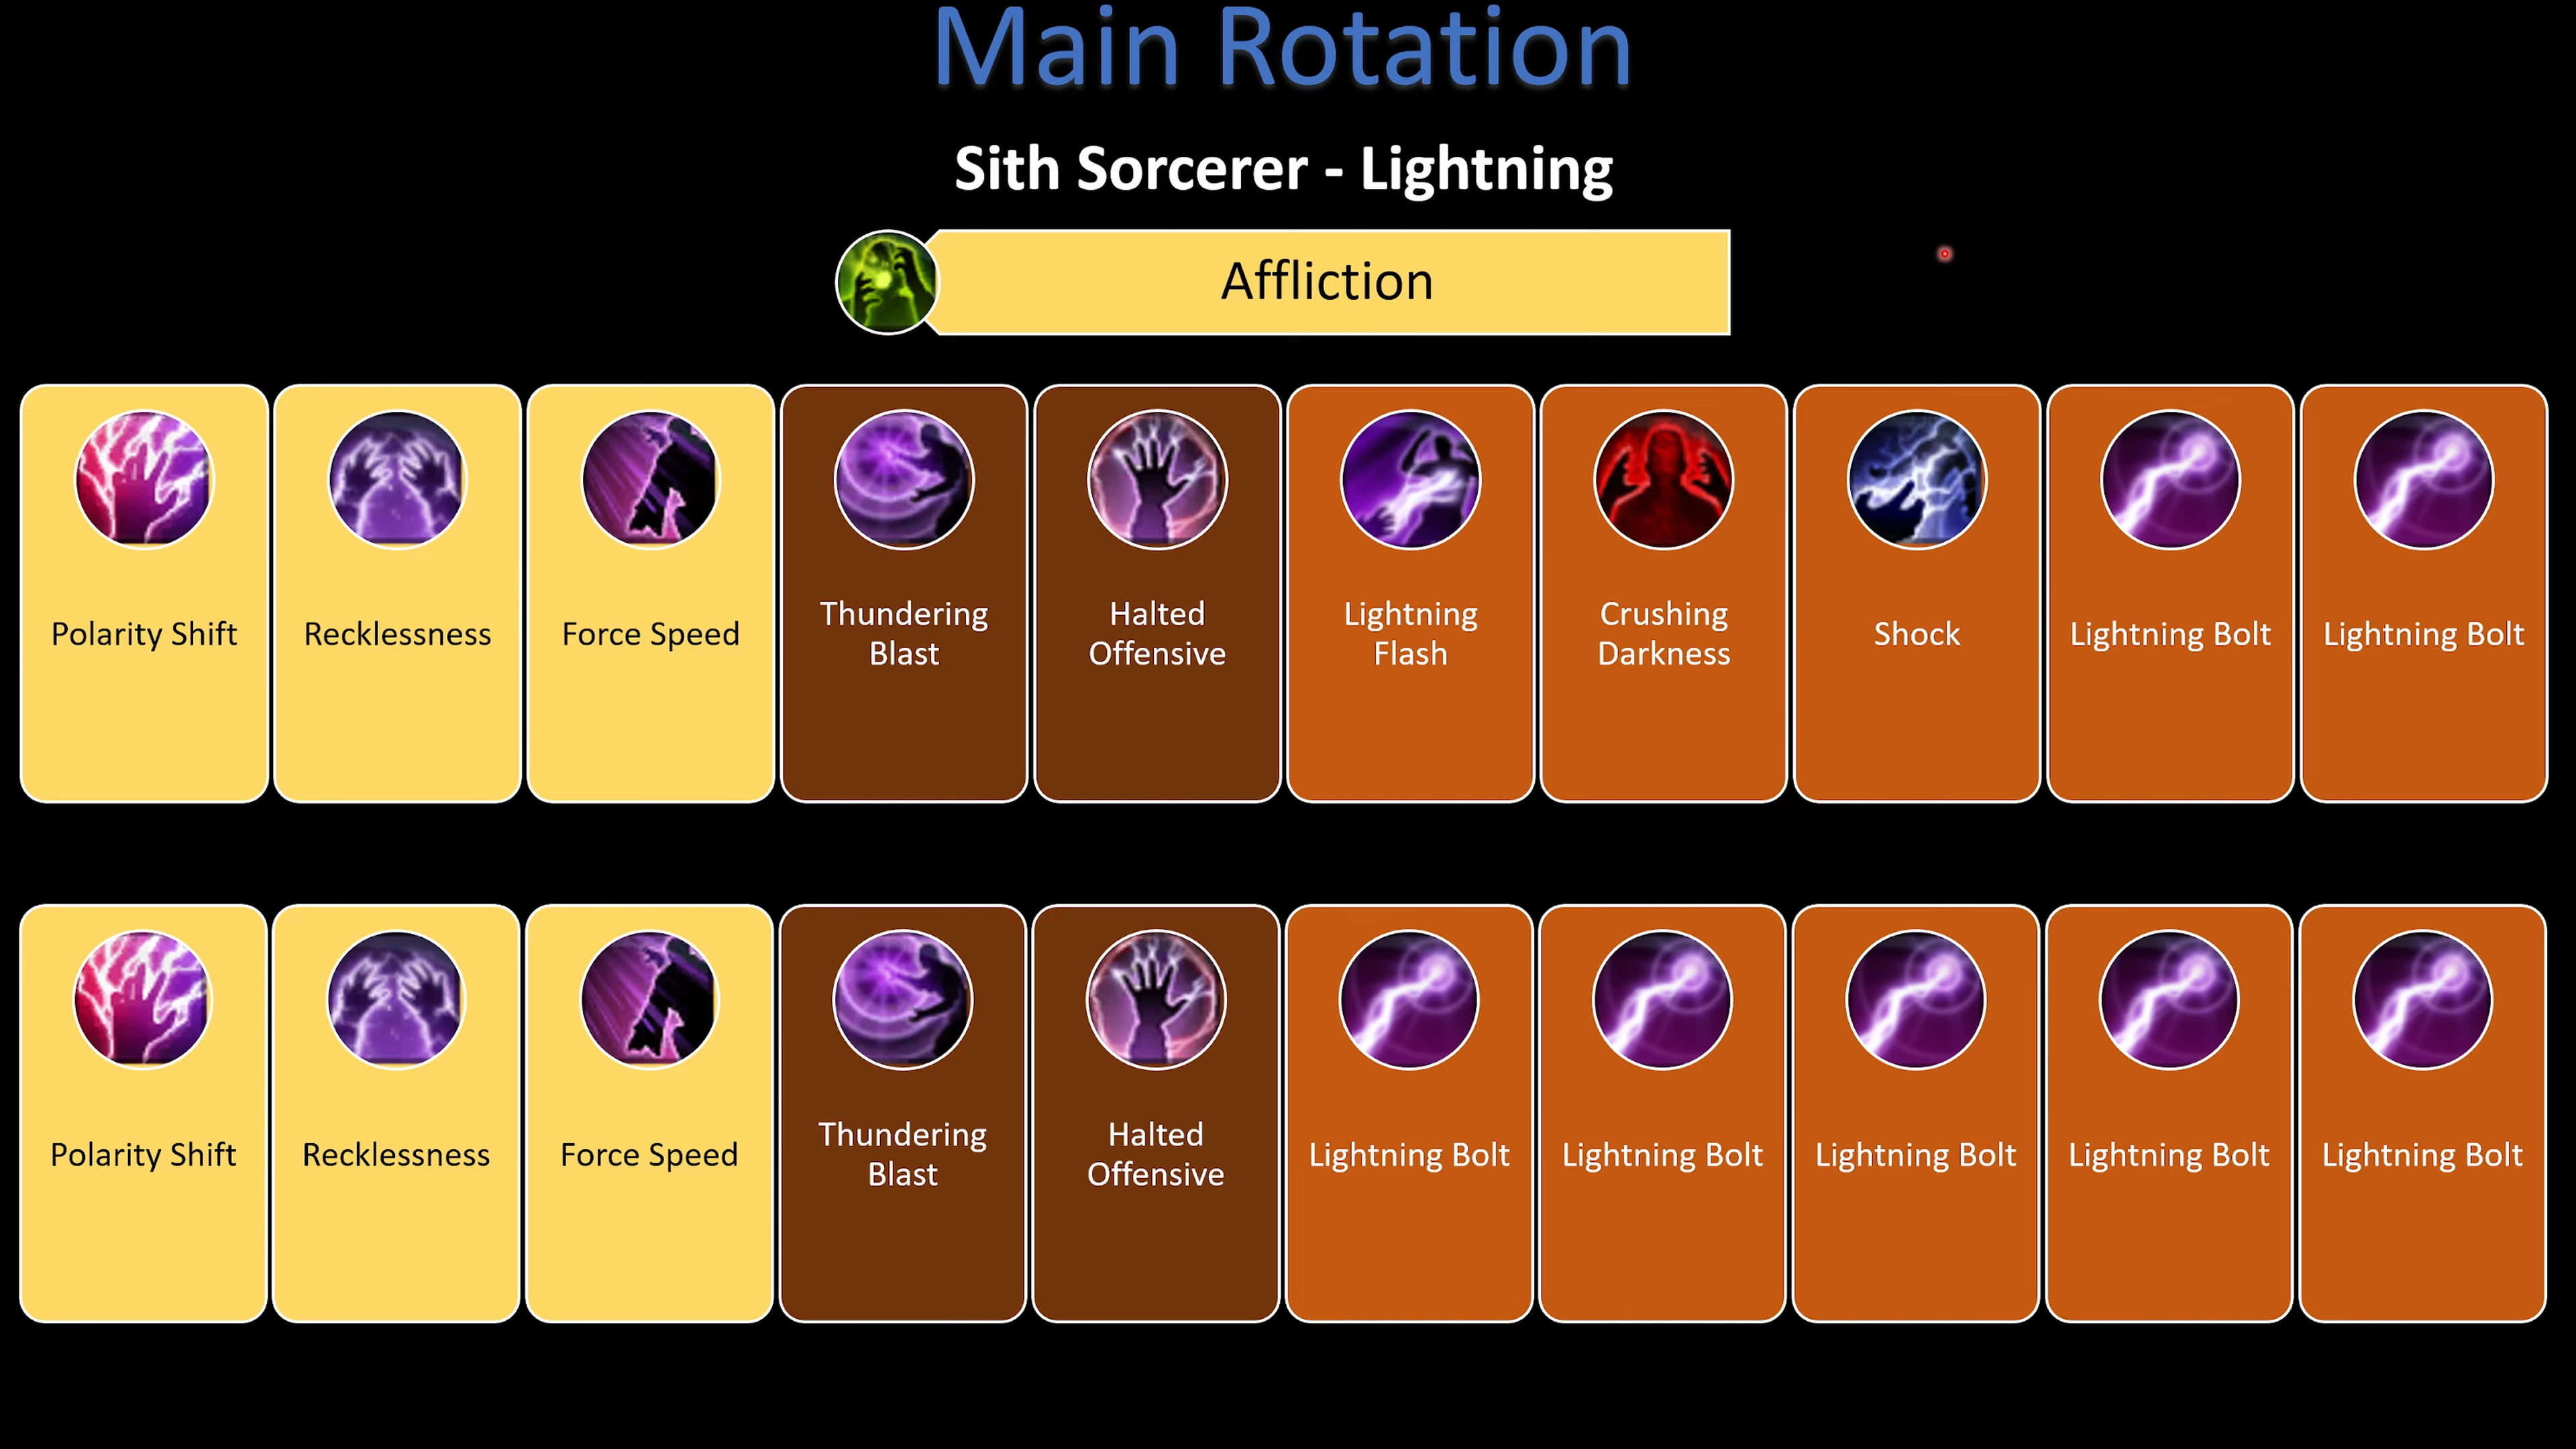 Main Rotation
Sith Sorcerer - Lightning
Affliction
Polarity Shift
Recklessness
Force Speed
Thundering
Blast
Halted
Offensive
Lightning
Flash
Crushing
Darkness
Shock
Lightning Bolt
Lightning Bolt
Polarity Shift
Recklessness
Force Speed
Thundering
Blast
Halted
Offensive
Lightning Bolt
Lightning Bolt
Lightning Bolt
Lightning Bolt
Lightning Bolt